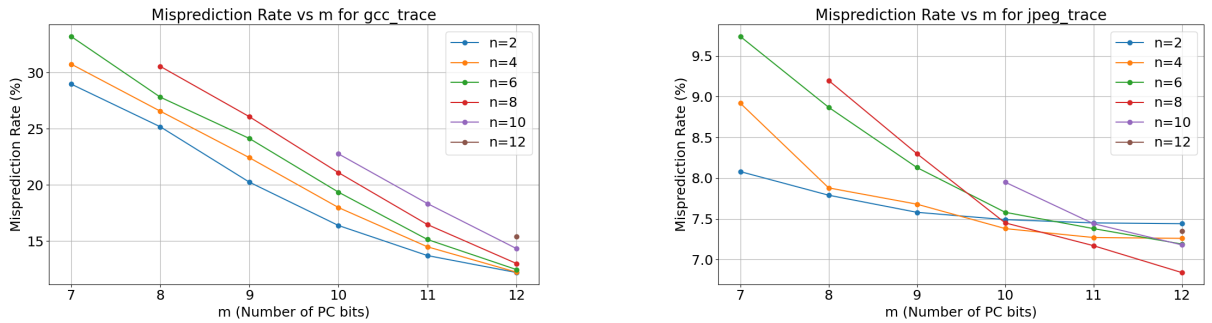 Misprediction Rate vs m for gcc_trace
Misprediction Rate (%)
30
25
20
15
7 8 9 10 11 12
m (Number of PC bits)
n=2
n=4
n=6
n=8
n=10
n=12
Misprediction Rate vs m for jpeg_trace
Misprediction Rate (%)
9.5
9.0
8.5
8.0
7.5
7.0
7 8 9 10 11 12
m (Number of PC bits)
n=2
n=4
n=6
n=8
n=10
n=12